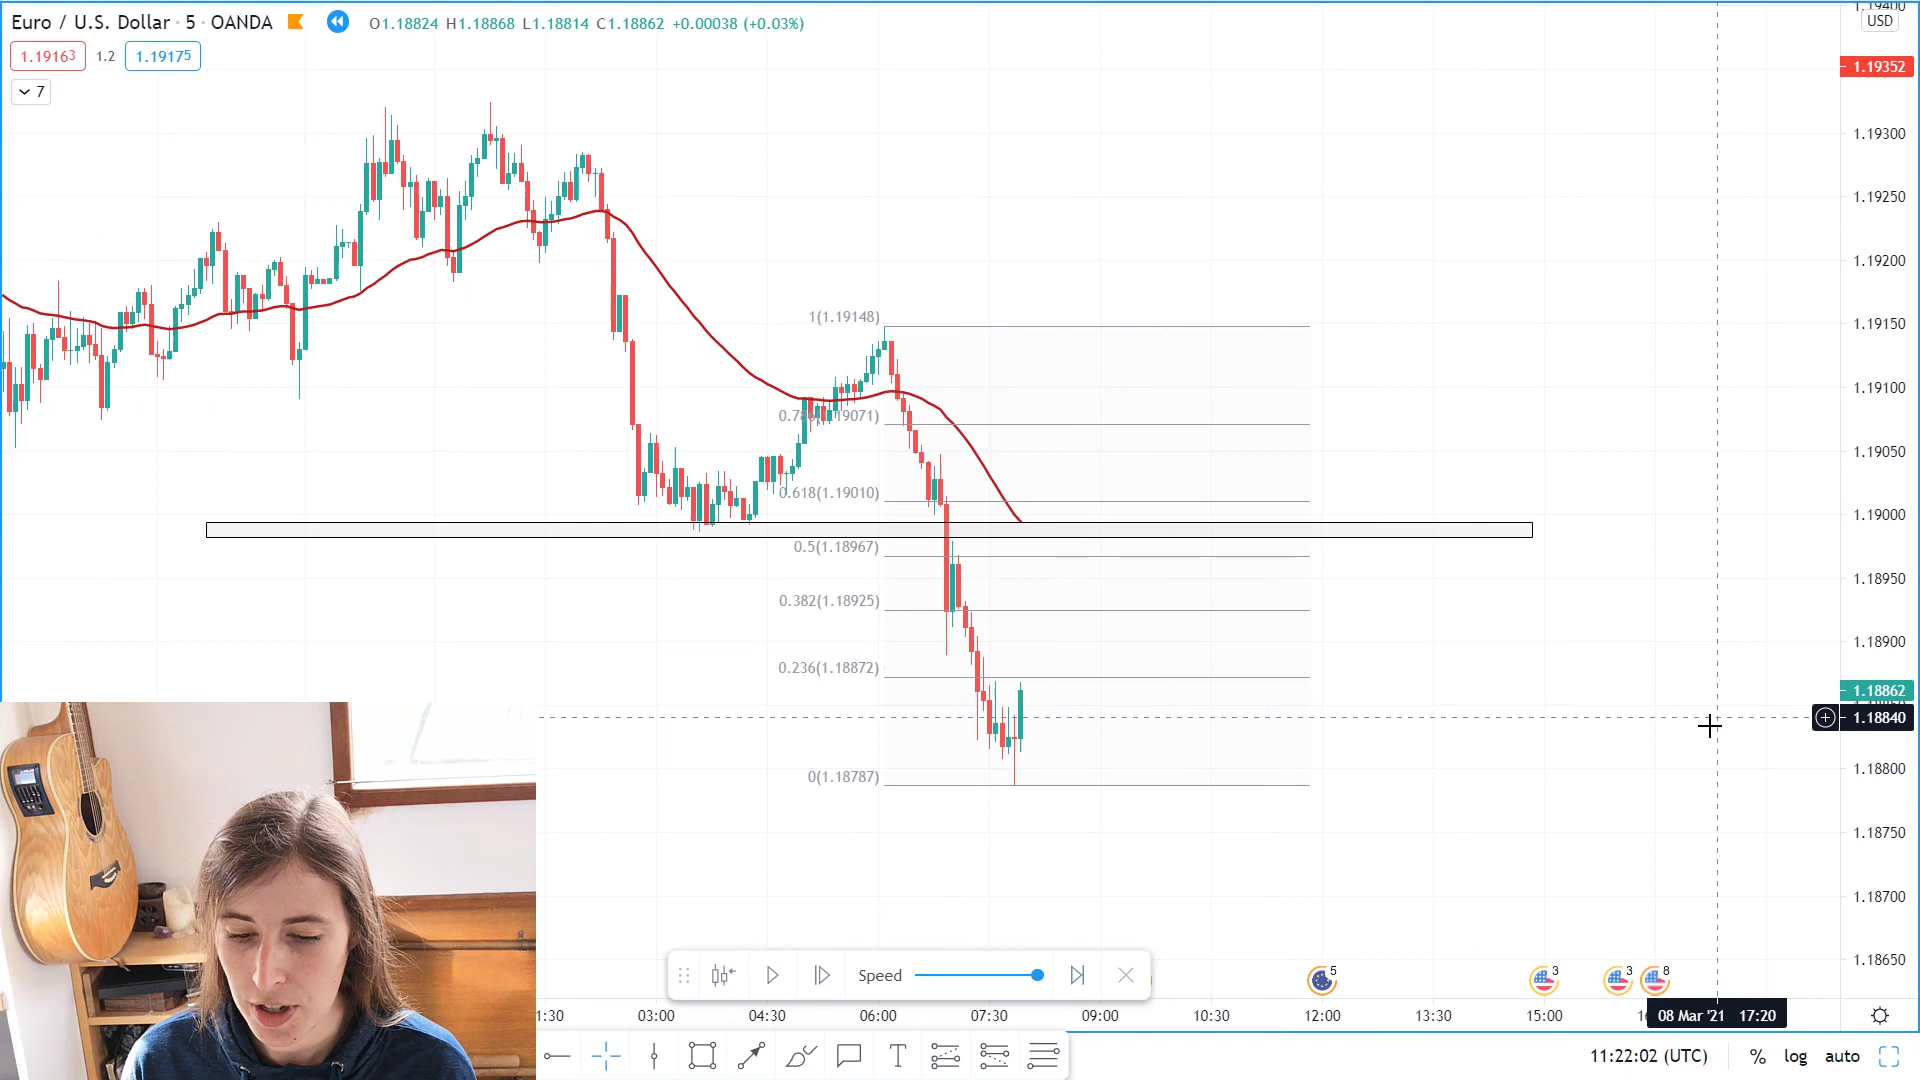 Euro / U.S. Dollar · 5 · OANDA
O1.18824 H1.18868 L1.18814 C1.18862 +0.00038 (+0.03%)
1.19163 1.2 1.19175
7
USD
1.19352
1.19300
1.19250
1.19200
1.19150
1.19100
1.19050
1.19000
1.18950
1.18900
1.18862
1.18840
1.18800
1.18750
1.18700
1.18650
1(1.19148)
0.618(1.19010)
0.5(1.18967)
0.382(1.18925)
0.236(1.18872)
0(1.18787)
Speed
5 3 3 8
:30 03:00 04:30 06:00 07:30 09:00 10:30 12:00 13:30 15:00 08 Mar '21 17:20
T
11:22:02 (UTC) % log auto